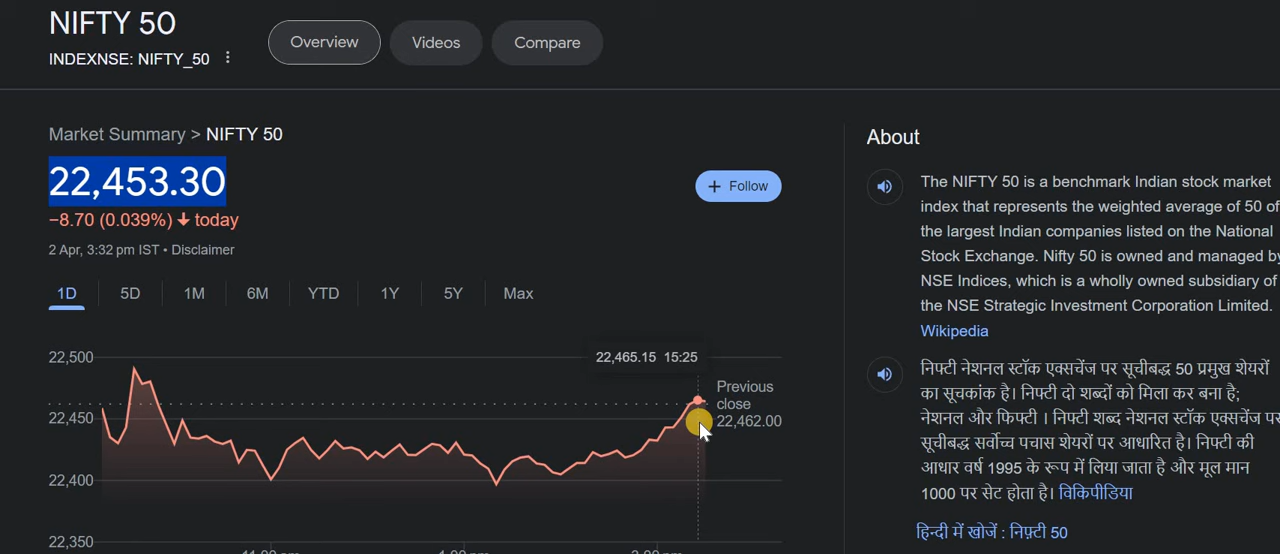 NIFTY 50
INDEXNSE: NIFTY_50
Overview
Videos
Compare
Market Summary > NIFTY 50
22,453.30
−8.70 (0.039%) today
2 Apr, 3:32 pm IST • Disclaimer
+ Follow
1D
5D
1M
6M
YTD
1Y
5Y
Max
22,500
22,450
22,400
22,350
22,465.15 15:25
Previous
close
22,462.00
About
The NIFTY 50 is a benchmark Indian stock market
index that represents the weighted average of 50 of
the largest Indian companies listed on the National
Stock Exchange. Nifty 50 is owned and managed by
NSE Indices, which is a wholly owned subsidiary of
the NSE Strategic Investment Corporation Limited.
Wikipedia
निफ्टी नेशनल स्टॉक एक्सचेंज पर सूचीबद्ध 50 प्रमुख शेयरों
का सूचकांक है। निफ्टी दो शब्दों को मिला कर बना है;
नेशनल और फिफ्टी । निफ्टी शब्द नेशनल स्टॉक एक्सचेंज पर
सूचीबद्ध सर्वोच्च पचास शेयरों पर आधारित है। निफ्टी की
आधार वर्ष 1995 के रूप में लिया जाता है और मूल मान
1000 पर सेट होता है। विकिपीडिया
हिन्दी में खोजें : निफ़्टी 50